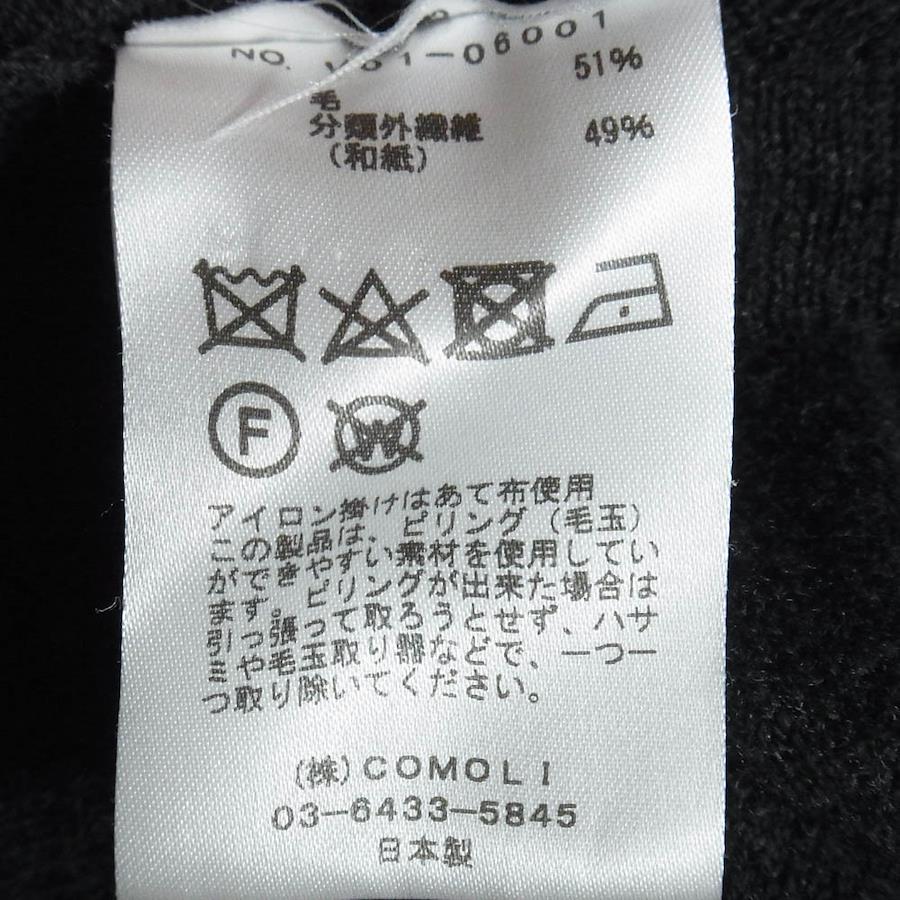 NO. V01-06001
毛 51%
分類外繊維 49%
（和紙）
F W
アイロン掛けはあて布使用
この製品は、ピリング（毛玉）
ができやすい素材を使用してい
ます。ピリングが出来た場合は
引っ張って取ろうとせず、ハサ
ミや毛玉取り器などで、一つ一
つ取り除いてください。
(株)COMOLI
03-6433-5845
日本製